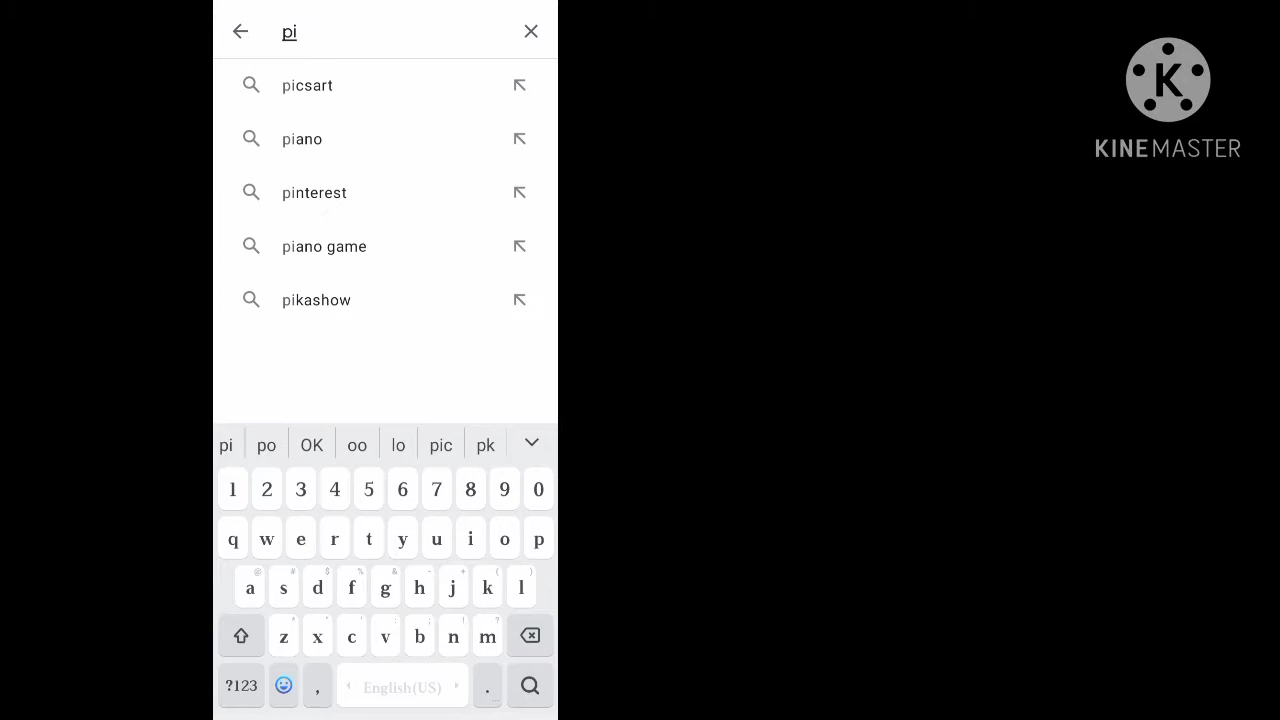 pi
picsart
piano
pinterest
piano game
pikashow
pi po OK oo lo pic pk
1 2 3 4 5 6 7 8 9 0
q w e r t y u i o p
@ # $ % & - + ( )
a s d f g h j k l
* " ' : ; ! ?
z x c v b n m
?123 , English(US) .
K
KINEMASTER